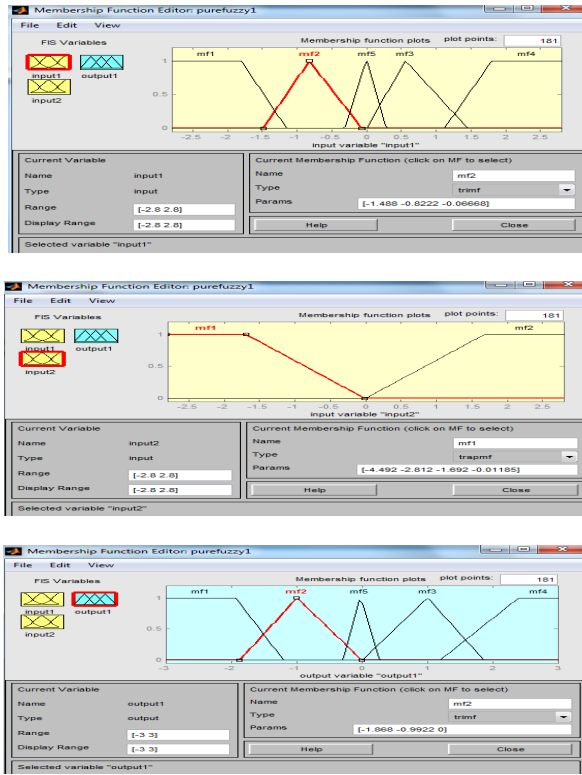 Membership Function Editor: purefuzzy1
File Edit View
FIS Variables
Membership function plots plot points: 181
input1 output1
input2
mf1 mf2 mf5 mf3 mf4
1
0.5
0
-2.5 -2 -1.5 -1 -0.5 0 0.5 1 1.5 2 2.5
input variable "input1"
Current Variable
Name input1
Type input
Range [-2.8 2.8]
Display Range [-2.8 2.8]
Current Membership Function (click on MF to select)
Name mf2
Type trimf
Params [-1.488 -0.8222 -0.06668]
Help Close
Selected variable "input1"
Membership Function Editor: purefuzzy1
File Edit View
FIS Variables
Membership function plots plot points: 181
input1 output1
input2
mf1 mf2
1
0.5
0
-2.5 -2 -1.5 -1 -0.5 0 0.5 1 1.5 2 2.5
input variable "input2"
Current Variable
Name input2
Type input
Range [-2.8 2.8]
Display Range [-2.8 2.8]
Current Membership Function (click on MF to select)
Name mf1
Type trapmf
Params [-4.492 -2.812 -1.692 -0.01185]
Help Close
Selected variable "input2"
Membership Function Editor: purefuzzy1
File Edit View
FIS Variables
Membership function plots plot points: 181
input1 output1
input2
mf1 mf2 mf5 mf3 mf4
1
0.5
0
-3 -2 -1 0 1 2 3
output variable "output1"
Current Variable
Name output1
Type output
Range [-3 3]
Display Range [-3 3]
Current Membership Function (click on MF to select)
Name mf2
Type trimf
Params [-1.868 -0.9922 0]
Help Close
Selected variable "output1"